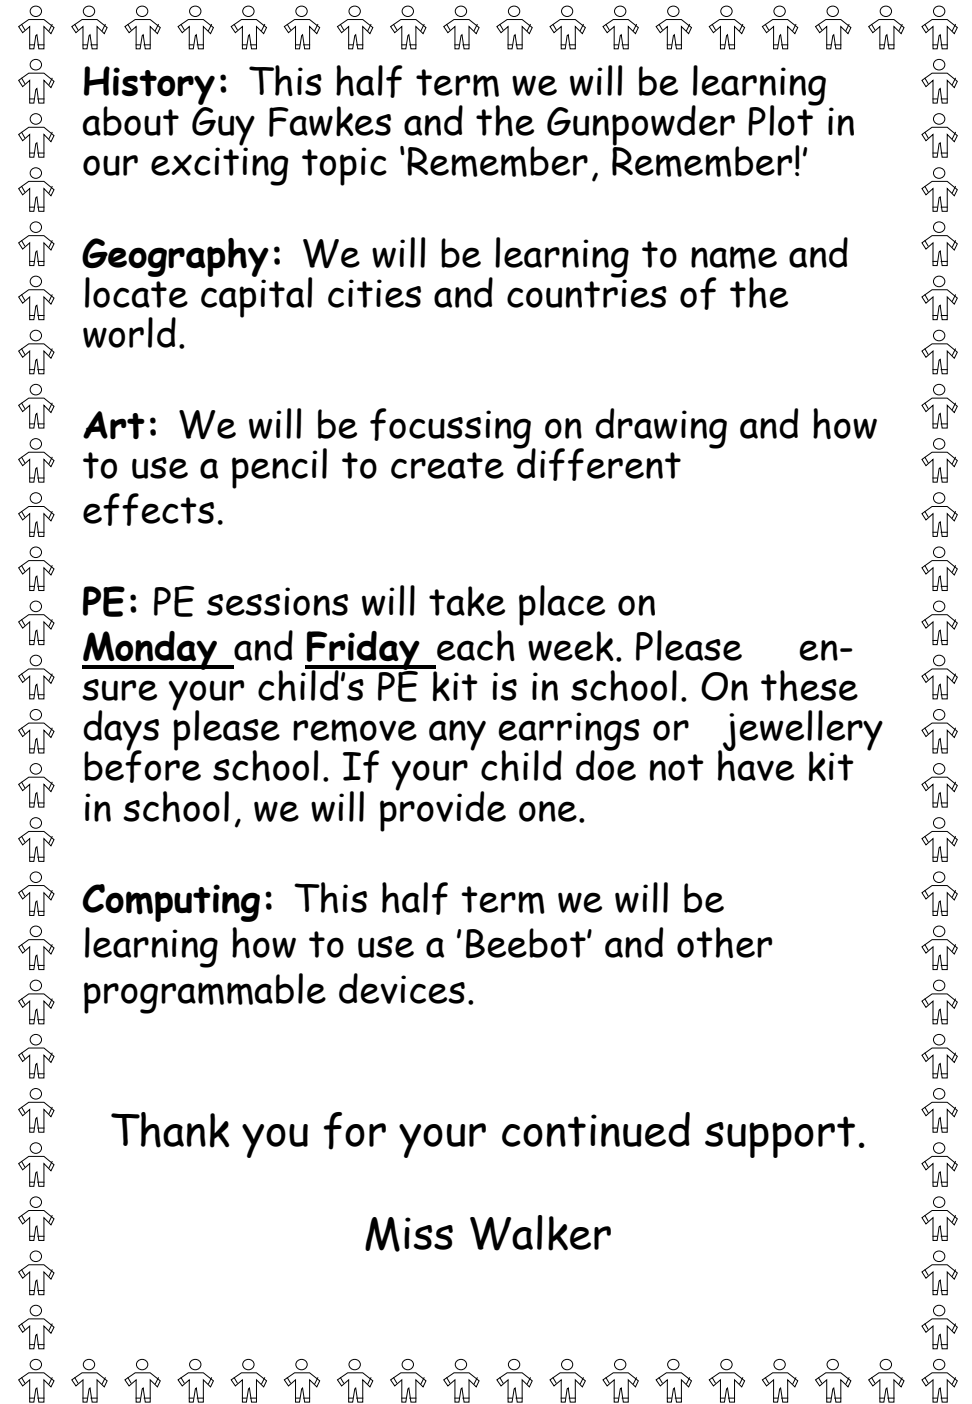 History: This half term we will be learning
about Guy Fawkes and the Gunpowder Plot in
our exciting topic ‘Remember, Remember!’
Geography: We will be learning to name and
locate capital cities and countries of the
world.
Art: We will be focussing on drawing and how
to use a pencil to create different
effects.
PE: PE sessions will take place on
Monday and Friday each week. Please en-
sure your child’s PE kit is in school. On these
days please remove any earrings or jewellery
before school. If your child doe not have kit
in school, we will provide one.
Computing: This half term we will be
learning how to use a ’Beebot’ and other
programmable devices.
Thank you for your continued support.
Miss Walker